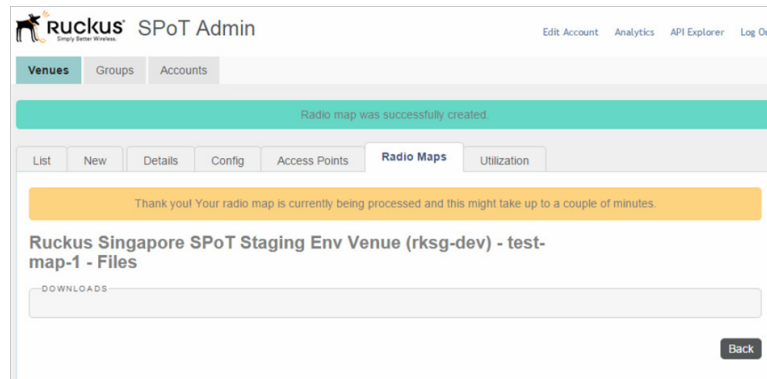 RUCKUS SPoT Admin
Simply Better Wireless.
Edit Account Analytics API Explorer Log Ou
Venues Groups Accounts
Radio map was successfully created.
List New Details Config Access Points Radio Maps Utilization
Thank you! Your radio map is currently being processed and this might take up to a couple of minutes.
Ruckus Singapore SPoT Staging Env Venue (rksg-dev) - test-
map-1 - Files
DOWNLOADS
Back